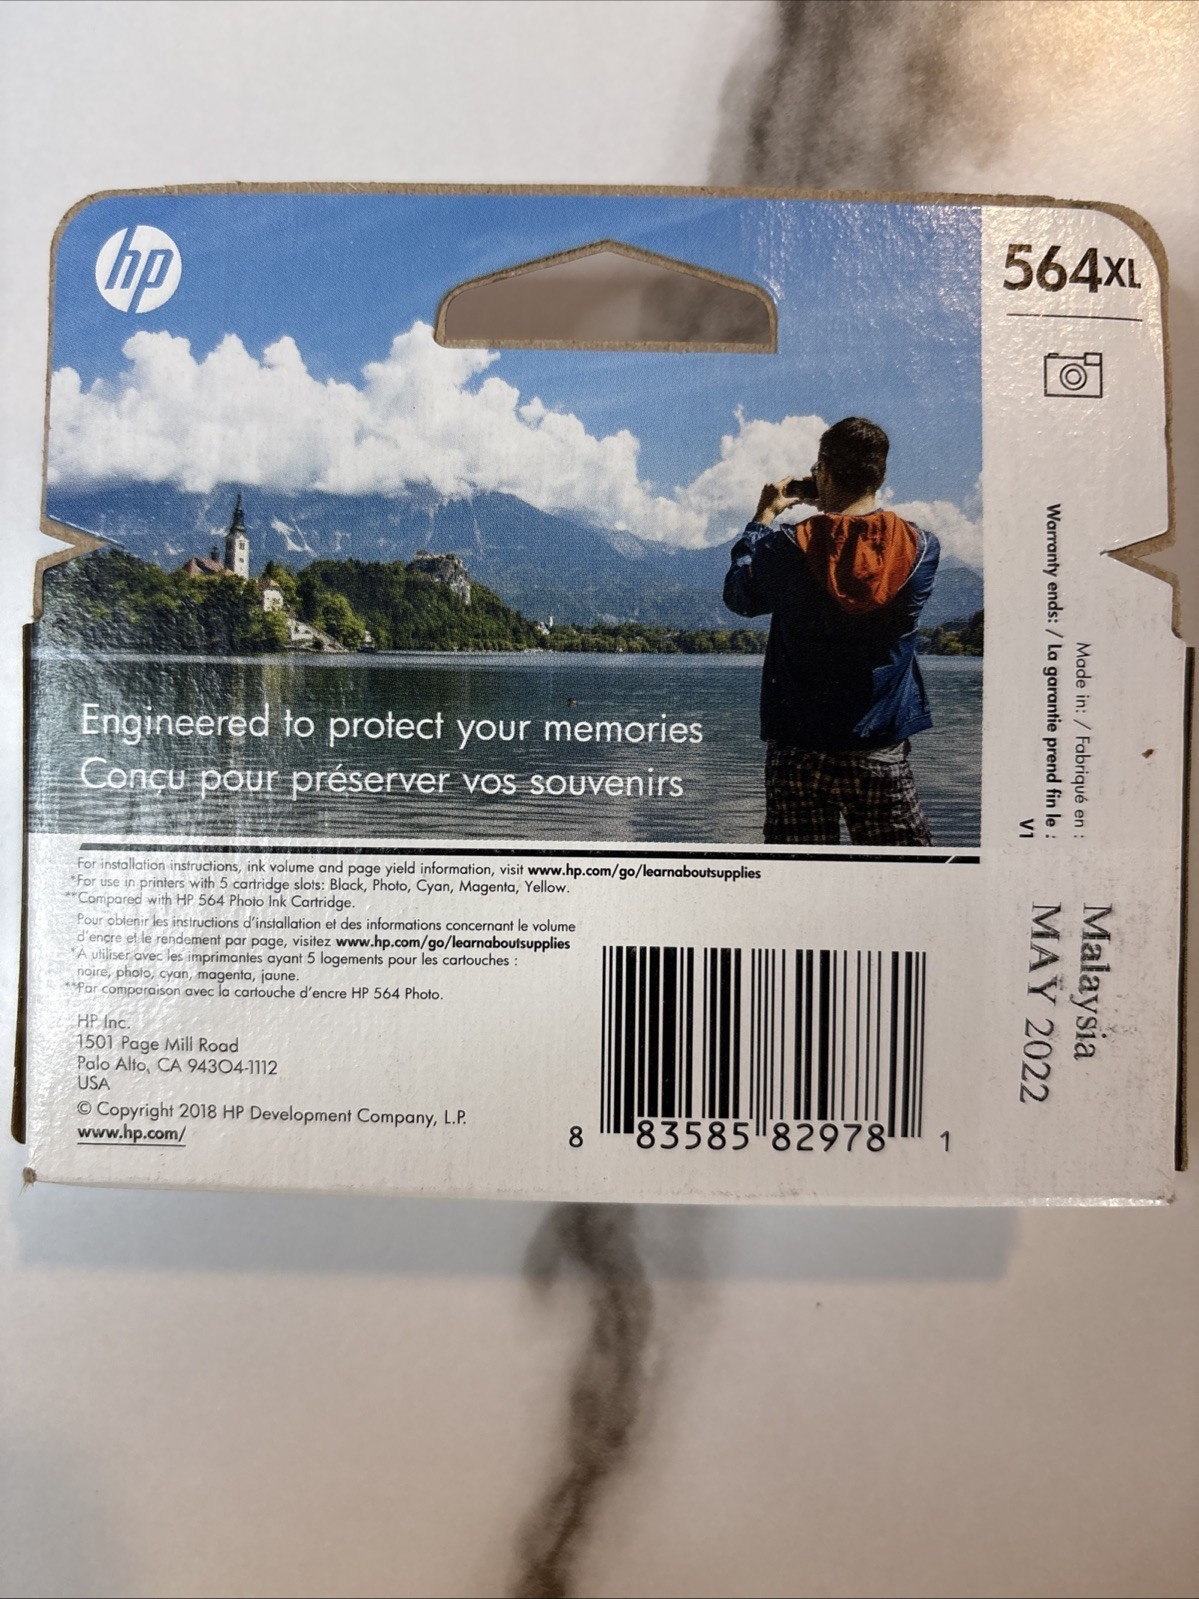 hp
564XL
Engineered to protect your memories
Conçu pour préserver vos souvenirs
For installation instructions, ink volume and page yield information, visit www.hp.com/go/learnaboutsupplies
*For use in printers with 5 cartridge slots: Black, Photo, Cyan, Magenta, Yellow.
**Compared with HP 564 Photo Ink Cartridge.
Pour obtenir les instructions d'installation et des informations concernant le volume
d'encre et le rendement par page, visitez www.hp.com/go/learnaboutsupplies
*A utiliser avec les imprimantes ayant 5 logements pour les cartouches :
noire, photo, cyan, magenta, jaune.
**Par comparaison avec la cartouche d'encre HP 564 Photo.
HP Inc.
1501 Page Mill Road
Palo Alto, CA 94304-1112
USA
© Copyright 2018 HP Development Company, L.P.
www.hp.com/
8 83585 82978 1
Made in: / Fabriqué en : Malaysia
Warranty ends: / La garantie prend fin le : MAY 2022
V1